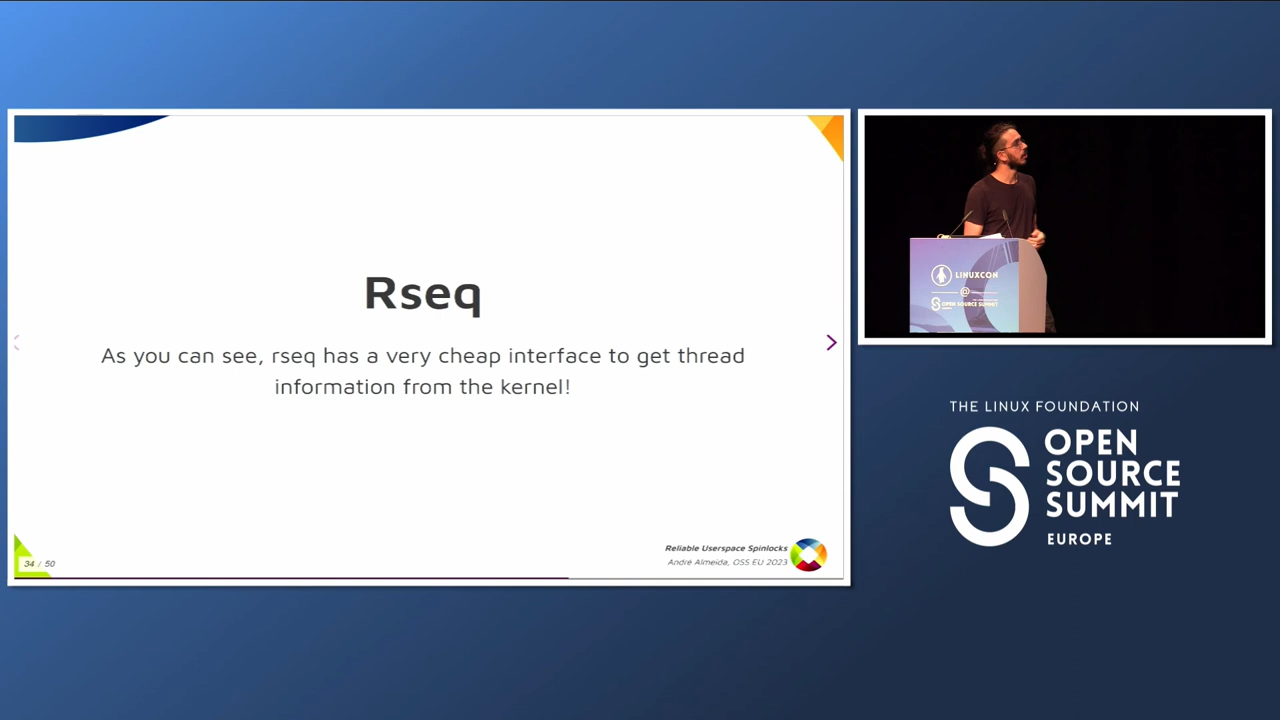 Rseq
As you can see, rseq has a very cheap interface to get thread
information from the kernel!
34 / 50
Reliable Userspace Spinlocks
André Almeida, OSS EU 2023
LINUXCON
@
OPEN SOURCE SUMMIT
THE LINUX FOUNDATION
OPEN
SOURCE
SUMMIT
EUROPE